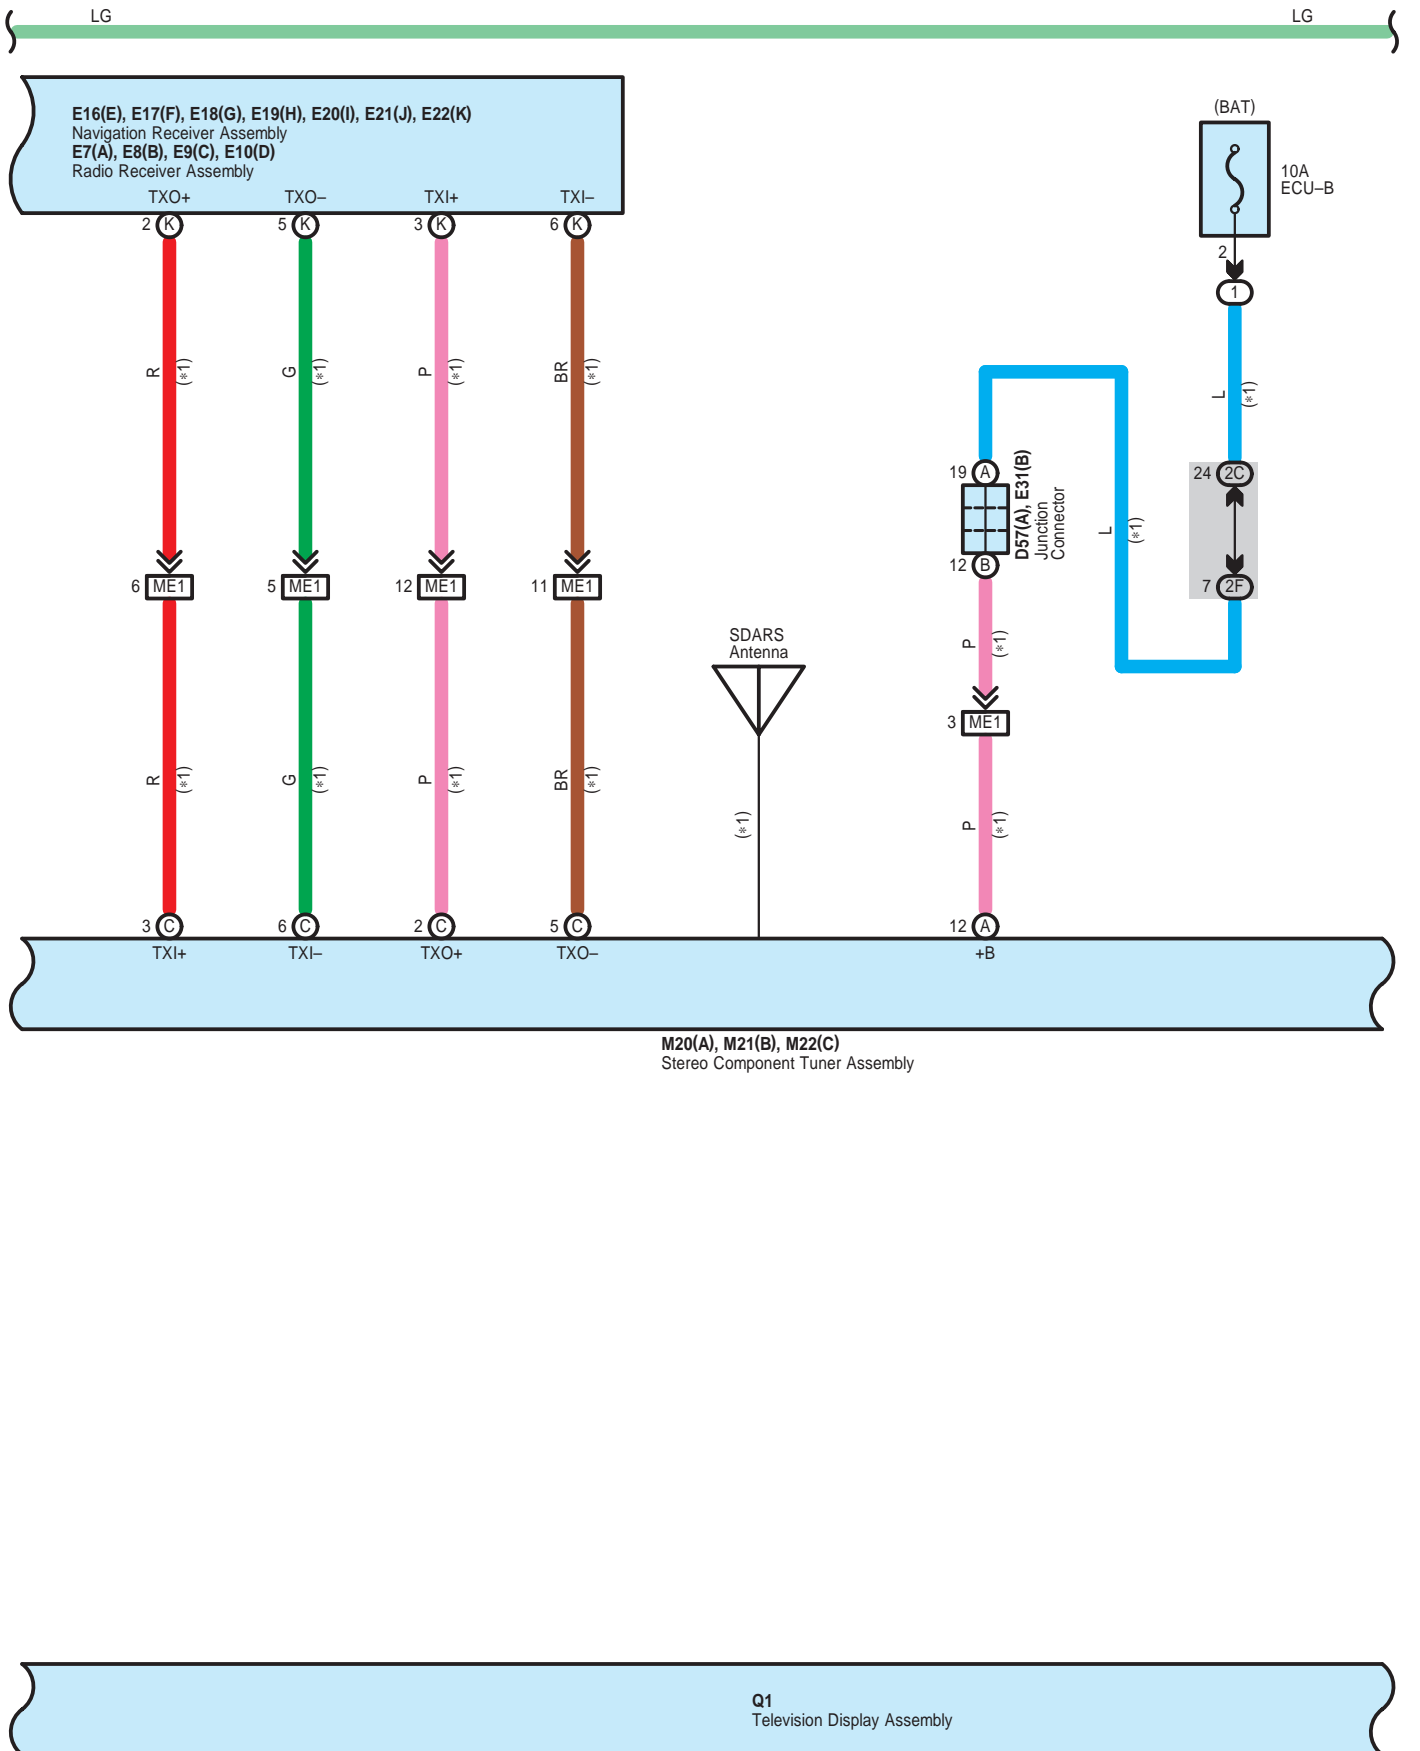 LG LG
E16(E), E17(F), E18(G), E19(H), E20(I), E21(J), E22(K)
Navigation Receiver Assembly
E7(A), E8(B), E9(C), E10(D)
Radio Receiver Assembly
TXO+ TXO– TXI+ TXI–
2 K 5 K 3 K 6 K
(BAT)
10A
ECU–B
2
1
R (*1) G (*1) P (*1) BR (*1)
L (*1)
19 A
D57(A), E31(B)
Junction
Connector
12 B
L (*1)
24 2C
7 2F
6 ME1 5 ME1 12 ME1 11 ME1
SDARS
Antenna
P (*1)
3 ME1
R (*1) G (*1) P (*1) BR (*1)
(*1)
P (*1)
3 C 6 C 2 C 5 C 12 A
TXI+ TXI– TXO+ TXO– +B
M20(A), M21(B), M22(C)
Stereo Component Tuner Assembly
Q1
Television Display Assembly